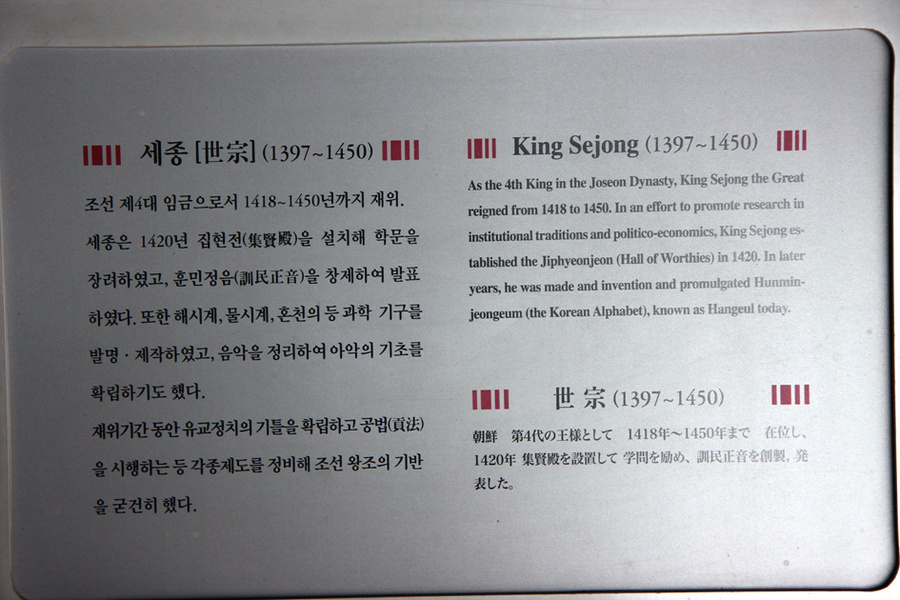 세종 [世宗] (1397~1450)
조선 제4대 임금으로서 1418~1450년까지 재위.
세종은 1420년 집현전(集賢殿)을 설치해 학문을
장려하였고, 훈민정음(訓民正音)을 창제하여 발표
하였다. 또한 해시계, 물시계, 혼천의 등 과학 기구를
발명 · 제작하였고, 음악을 정리하여 아악의 기초를
확립하기도 했다.
재위기간 동안 유교정치의 기틀을 확립하고 공법(貢法)
을 시행하는 등 각종제도를 정비해 조선 왕조의 기반
을 굳건히 했다.
King Sejong (1397~1450)
As the 4th King in the Joseon Dynasty, King Sejong the Great
reigned from 1418 to 1450. In an effort to promote research in
institutional traditions and politico-economics, King Sejong es-
tablished the Jiphyeonjeon (Hall of Worthies) in 1420. In later
years, he was made and invention and promulgated Hunmin-
jeongeum (the Korean Alphabet), known as Hangeul today.
世 宗 (1397~1450)
朝鮮 第4代の王様として 1418年~1450年まで 在位し、
1420年 集賢殿を設置して 学問を励め、訓民正音を創製, 発
表した。